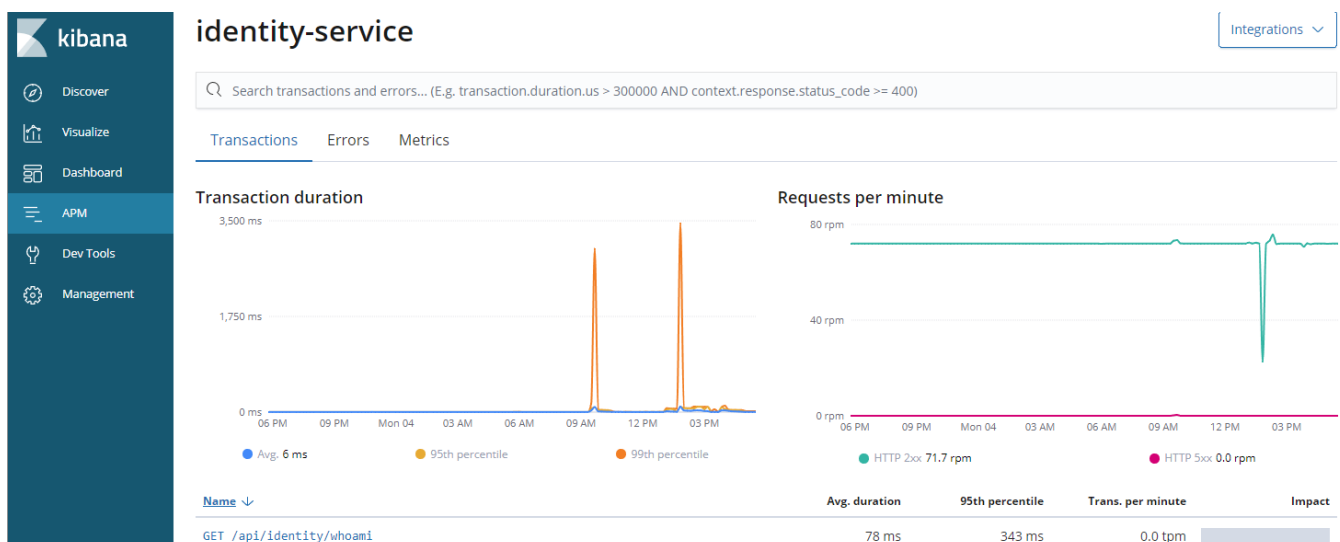 kibana
Discover
Visualize
Dashboard
APM
Dev Tools
Management
identity-service
Integrations
Search transactions and errors... (E.g. transaction.duration.us > 300000 AND context.response.status_code >= 400)
Transactions Errors Metrics
Transaction duration
3,500 ms
1,750 ms
0 ms
06 PM 09 PM Mon 04 03 AM 06 AM 09 AM 12 PM 03 PM
Avg. 6 ms 95th percentile 99th percentile
Requests per minute
80 rpm
40 rpm
0 rpm
06 PM 09 PM Mon 04 03 AM 06 AM 09 AM 12 PM 03 PM
HTTP 2xx 71.7 rpm HTTP 5xx 0.0 rpm
Name Avg. duration 95th percentile Trans. per minute Impact
GET /api/identity/whoami 78 ms 343 ms 0.0 tpm